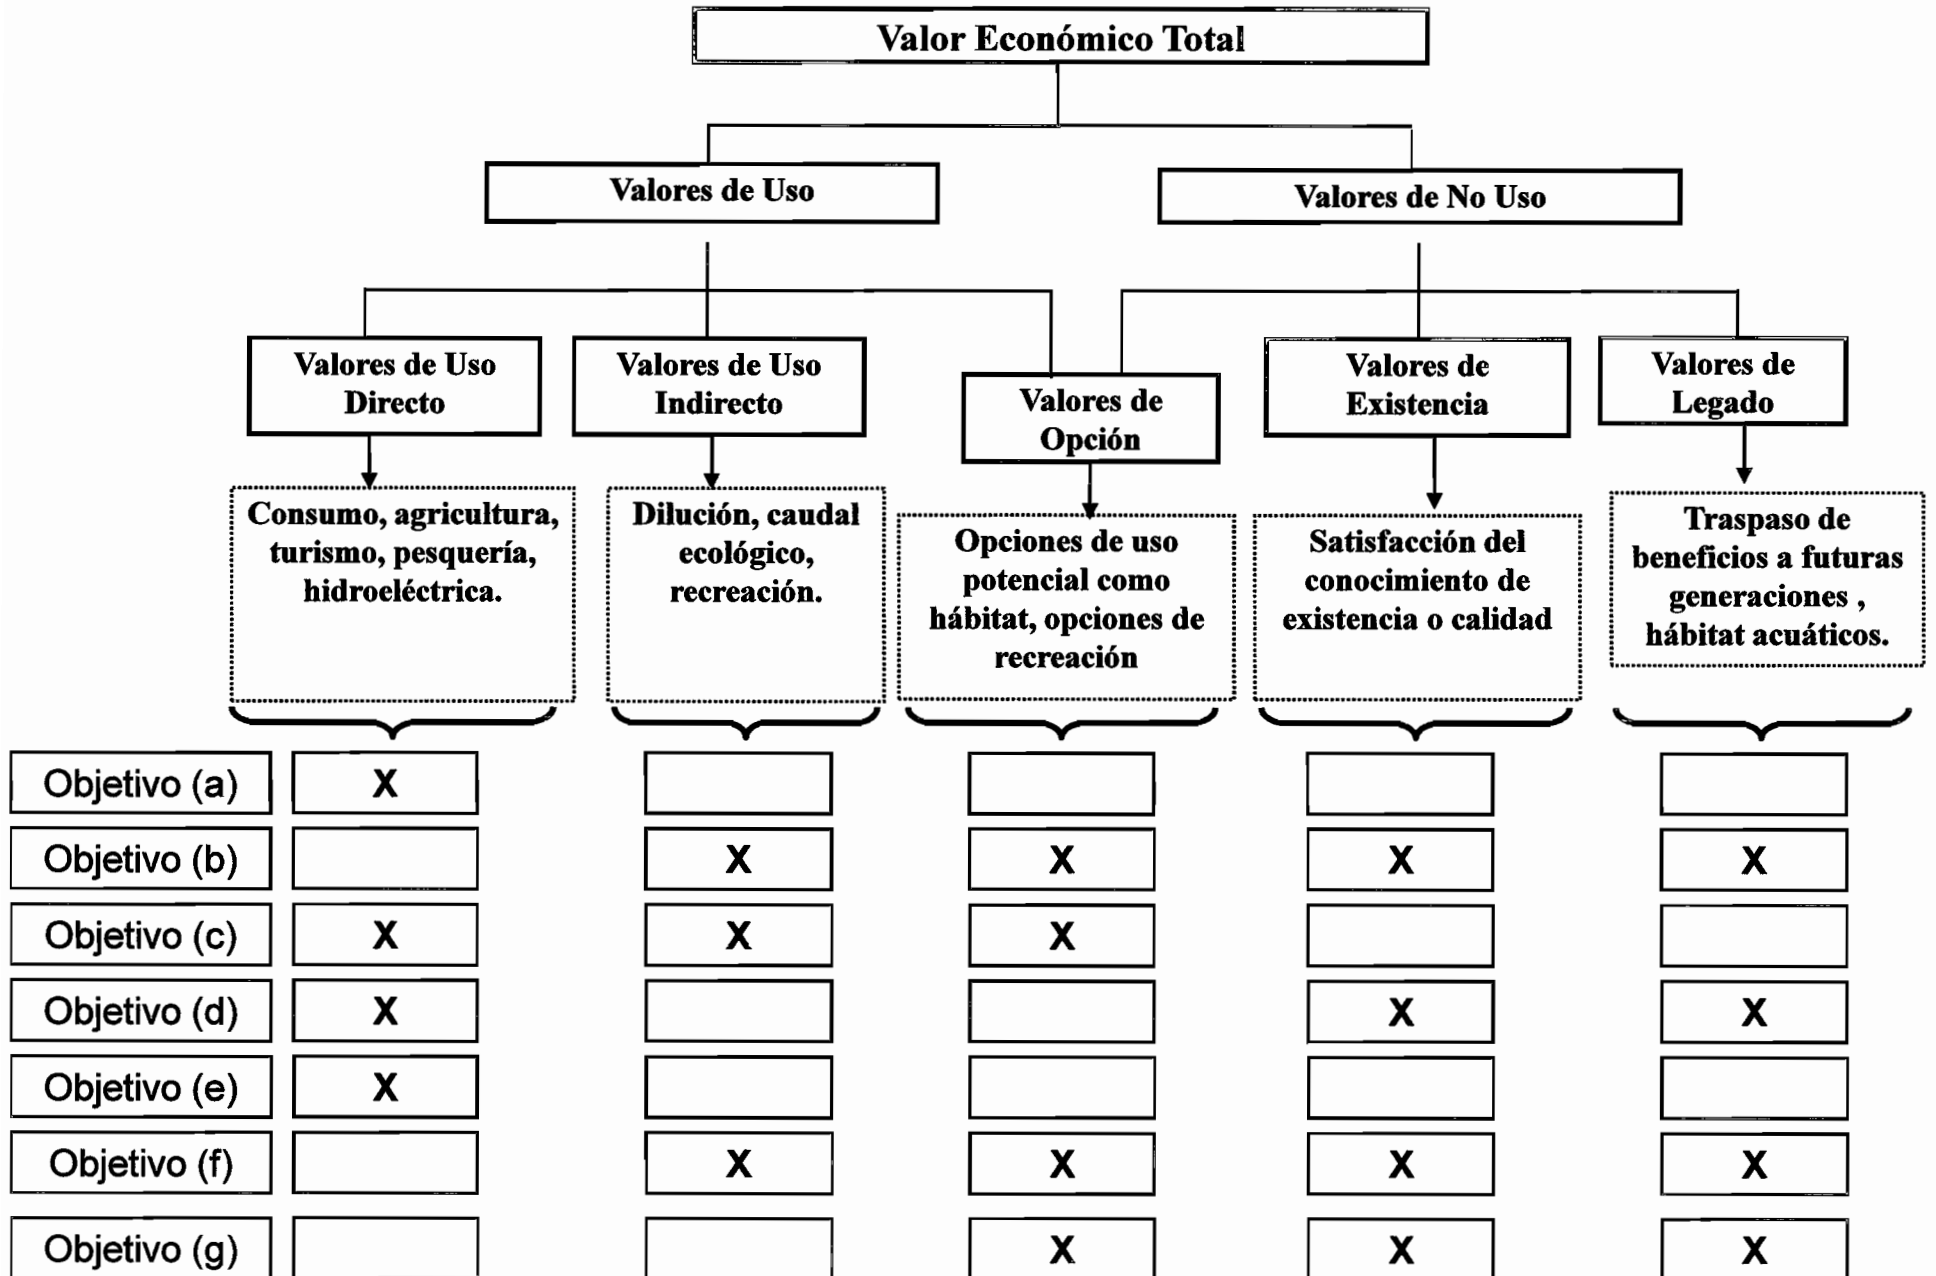 Valor Económico Total
Valores de Uso
Valores de No Uso
Valores de Uso
Directo
Valores de Uso
Indirecto
Valores de
Opción
Valores de
Existencia
Valores de
Legado
Consumo, agricultura,
turismo, pesquería,
hidroeléctrica.
Dilución, caudal
ecológico,
recreación.
Opciones de uso
potencial como
hábitat, opciones de
recreación
Satisfacción del
conocimiento de
existencia o calidad
Traspaso de
beneficios a futuras
generaciones ,
hábitat acuáticos.
Objetivo (a) X
Objetivo (b) X X X X
Objetivo (c) X X X
Objetivo (d) X X X
Objetivo (e) X
Objetivo (f) X X X X
Objetivo (g) X X X